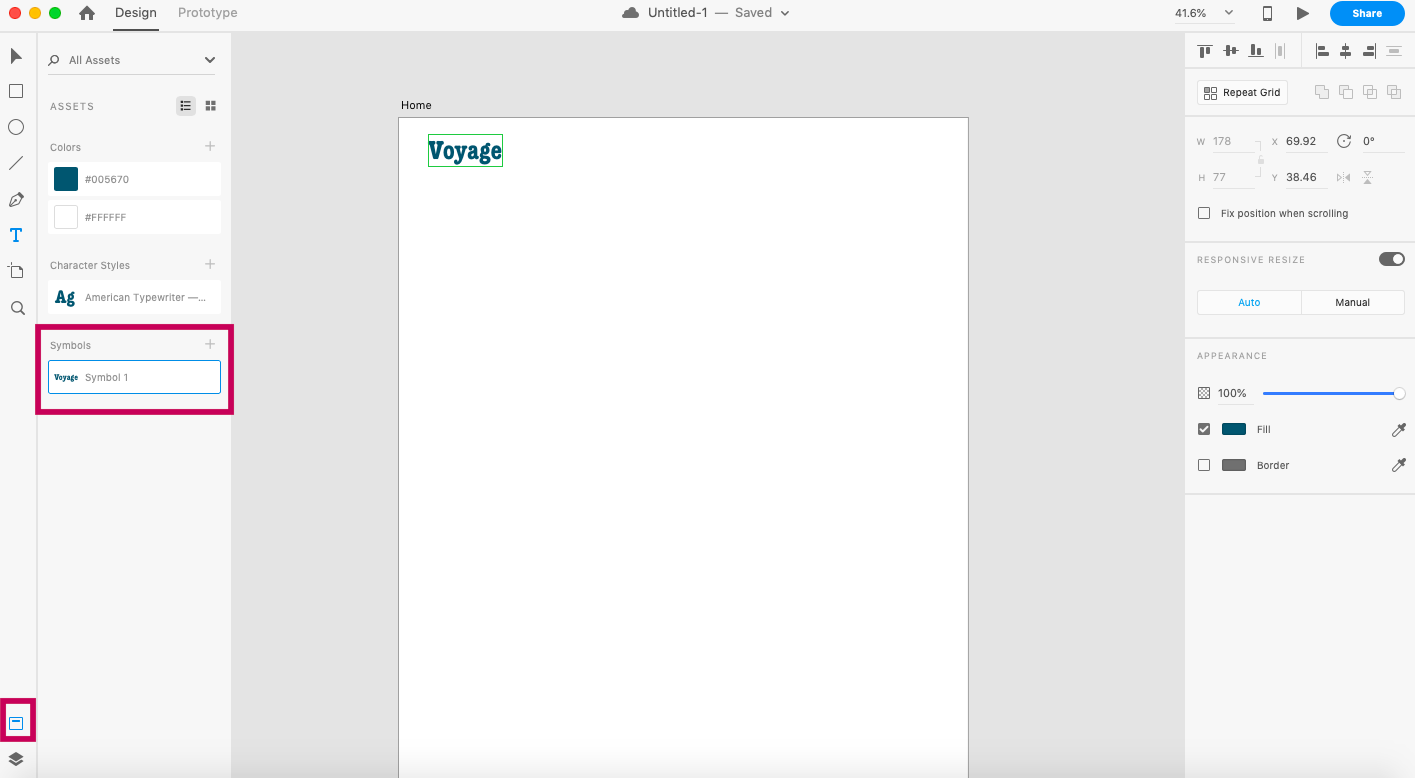 Design Prototype Untitled-1 — Saved 41.6% Share
All Assets
ASSETS
Colors
#005670
#FFFFFF
Character Styles
Ag American Typewriter —...
Symbols
Voyage Symbol 1
Home
Voyage
Repeat Grid
W 178 X 69.92 0°
H 77 Y 38.46
Fix position when scrolling
RESPONSIVE RESIZE
Auto Manual
APPEARANCE
100%
Fill
Border